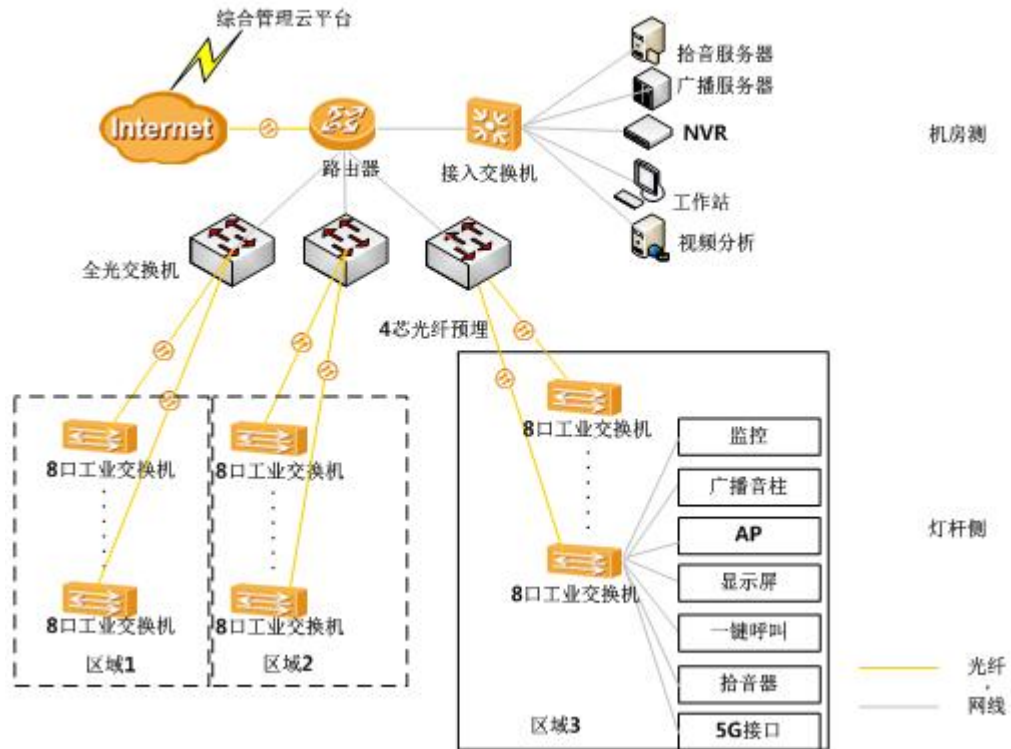 综合管理云平台
Internet
路由器
接入交换机
拾音服务器
广播服务器
NVR
工作站
视频分析
机房测
全光交换机
4芯光纤预埋
8口工业交换机
8口工业交换机
区域1
8口工业交换机
8口工业交换机
区域2
8口工业交换机
8口工业交换机
监控
广播音柱
AP
显示屏
一键呼叫
拾音器
5G接口
区域3
灯杆侧
光纤
网线